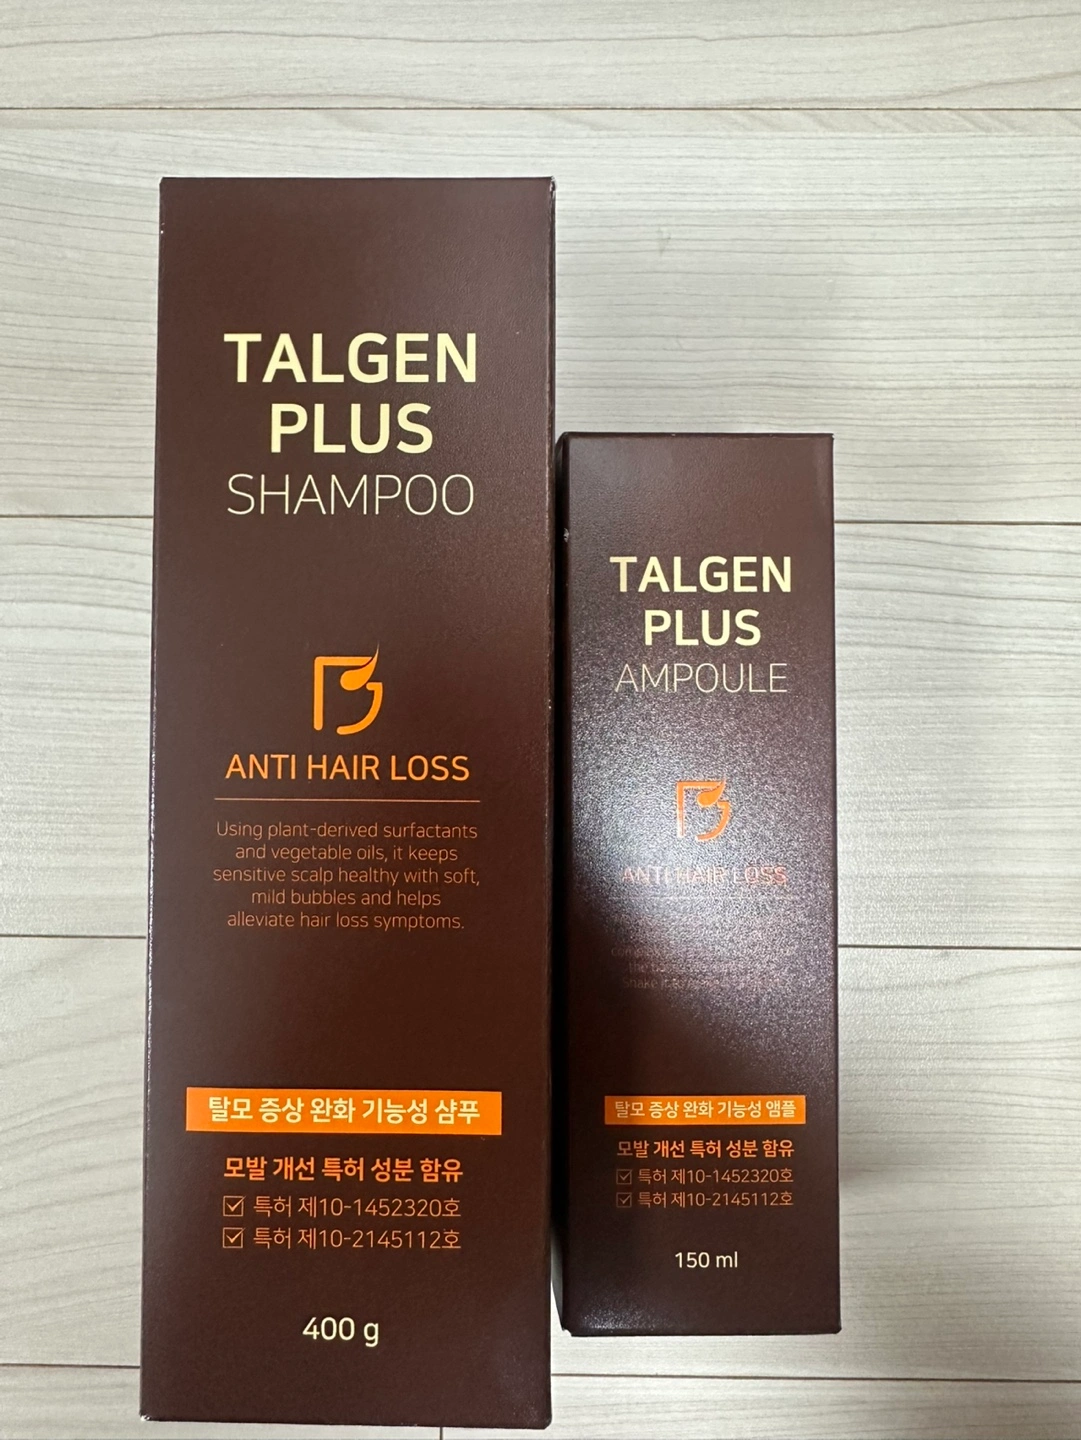 TALGEN
PLUS
SHAMPOO
ANTI HAIR LOSS
Using plant-derived surfactants
and vegetable oils, it keeps
sensitive scalp healthy with soft,
mild bubbles and helps
alleviate hair loss symptoms.
탈모 증상 완화 기능성 샴푸
모발 개선 특허 성분 함유
특허 제10-1452320호
특허 제10-2145112호
400 g
TALGEN
PLUS
AMPOULE
ANTI HAIR LOSS
Shake
탈모 증상 완화 기능성 앰플
모발 개선 특허 성분 함유
특허 제10-1452320호
특허 제10-2145112호
150 ml